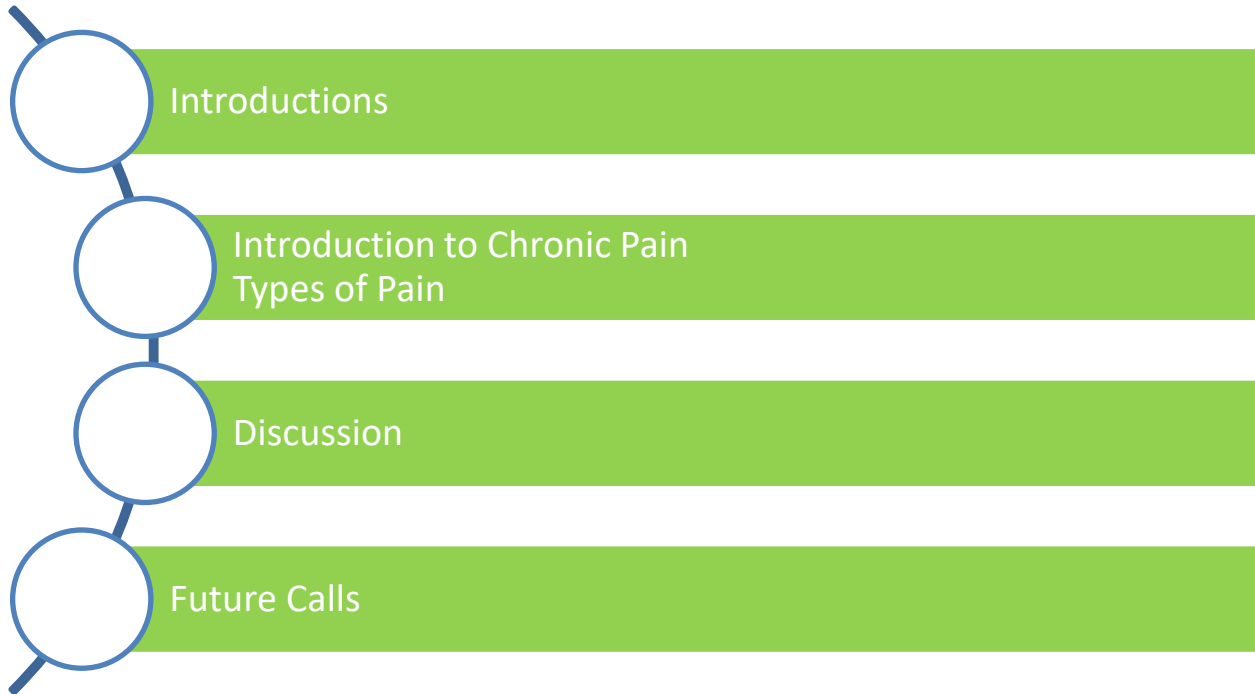 Introductions
Introduction to Chronic Pain
Types of Pain
Discussion
Future Calls